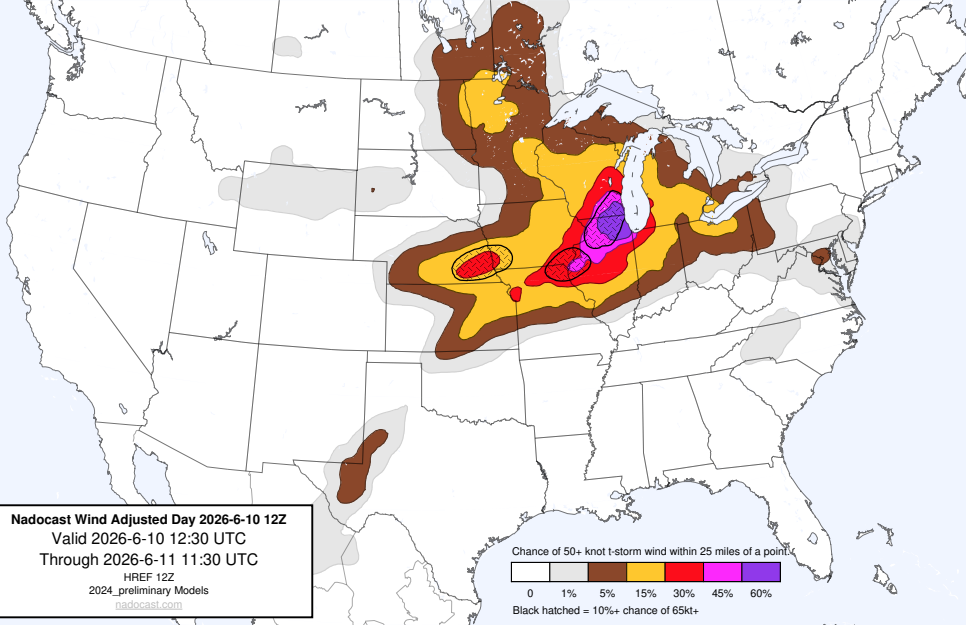 Nadocast Wind Adjusted Day 2026-6-10 12Z
Valid 2026-6-10 12:30 UTC
Through 2026-6-11 11:30 UTC
HREF 12Z
2024_preliminary Models
nadocast.com
Chance of 50+ knot t-storm wind within 25 miles of a point.
0 1% 5% 15% 30% 45% 60%
Black hatched = 10%+ chance of 65kt+